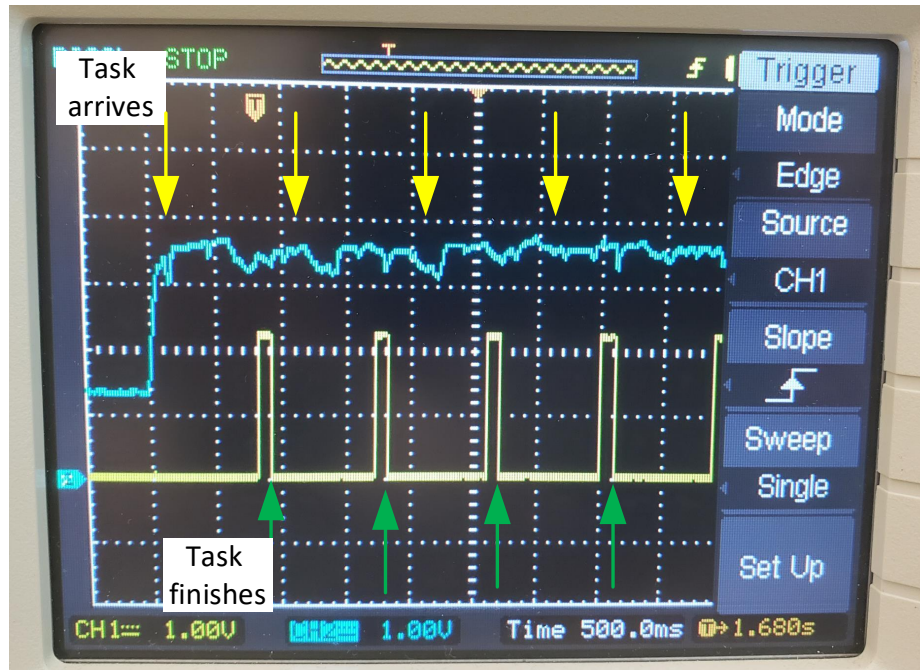 STOP
T
Trigger
Task
arrives
T
Mode
Edge
Source
CH1
Slope
Sweep
Single
Task
finishes
Set Up
CH1 1.00V 1.00V Time 500.0ms T→1.680s